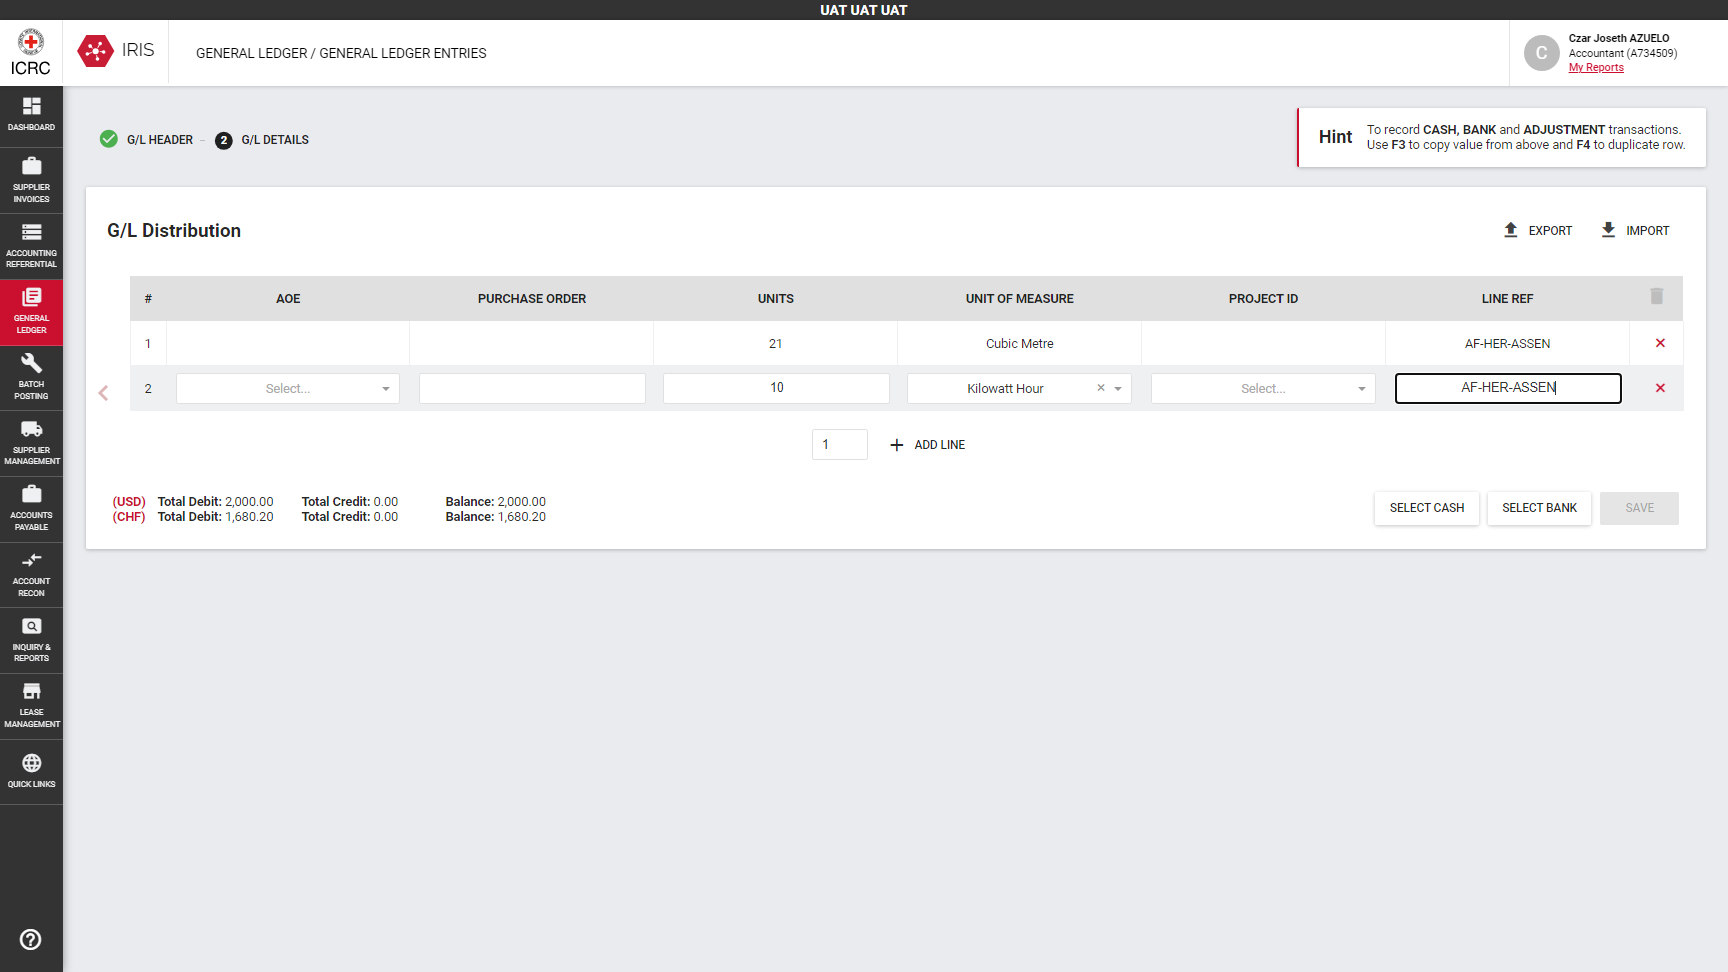 UAT UAT UAT
ICRC
IRIS
GENERAL LEDGER / GENERAL LEDGER ENTRIES
C
Czar Joseth AZUELO
Accountant (A734509)
My Reports
DASHBOARD
SUPPLIER
INVOICES
ACCOUNTING
REFERENTIAL
GENERAL
LEDGER
BATCH
POSTING
SUPPLIER
MANAGEMENT
ACCOUNTS
PAYABLE
ACCOUNT
RECON
INQUIRY &
REPORTS
LEASE
MANAGEMENT
QUICK LINKS
G/L HEADER
2 G/L DETAILS
Hint
To record CASH, BANK and ADJUSTMENT transactions.
Use F3 to copy value from above and F4 to duplicate row.
G/L Distribution
EXPORT
IMPORT
# AOE PURCHASE ORDER UNITS UNIT OF MEASURE PROJECT ID LINE REF
1 21 Cubic Metre AF-HER-ASSEN
2 Select... 10 Kilowatt Hour Select... AF-HER-ASSEN
1 ADD LINE
(USD) Total Debit: 2,000.00 Total Credit: 0.00 Balance: 2,000.00
(CHF) Total Debit: 1,680.20 Total Credit: 0.00 Balance: 1,680.20
SELECT CASH
SELECT BANK
SAVE